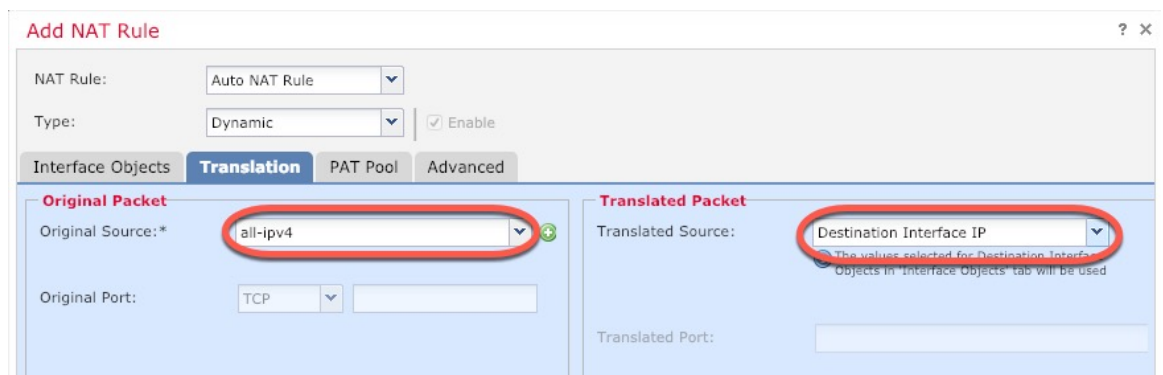 Add NAT Rule ? ×
NAT Rule: Auto NAT Rule
Type: Dynamic Enable
Interface Objects Translation PAT Pool Advanced
Original Packet
Original Source:* all-ipv4
Original Port: TCP
Translated Packet
Translated Source: Destination Interface IP
The values selected for Destination Interface
Objects in 'Interface Objects' tab will be used
Translated Port: